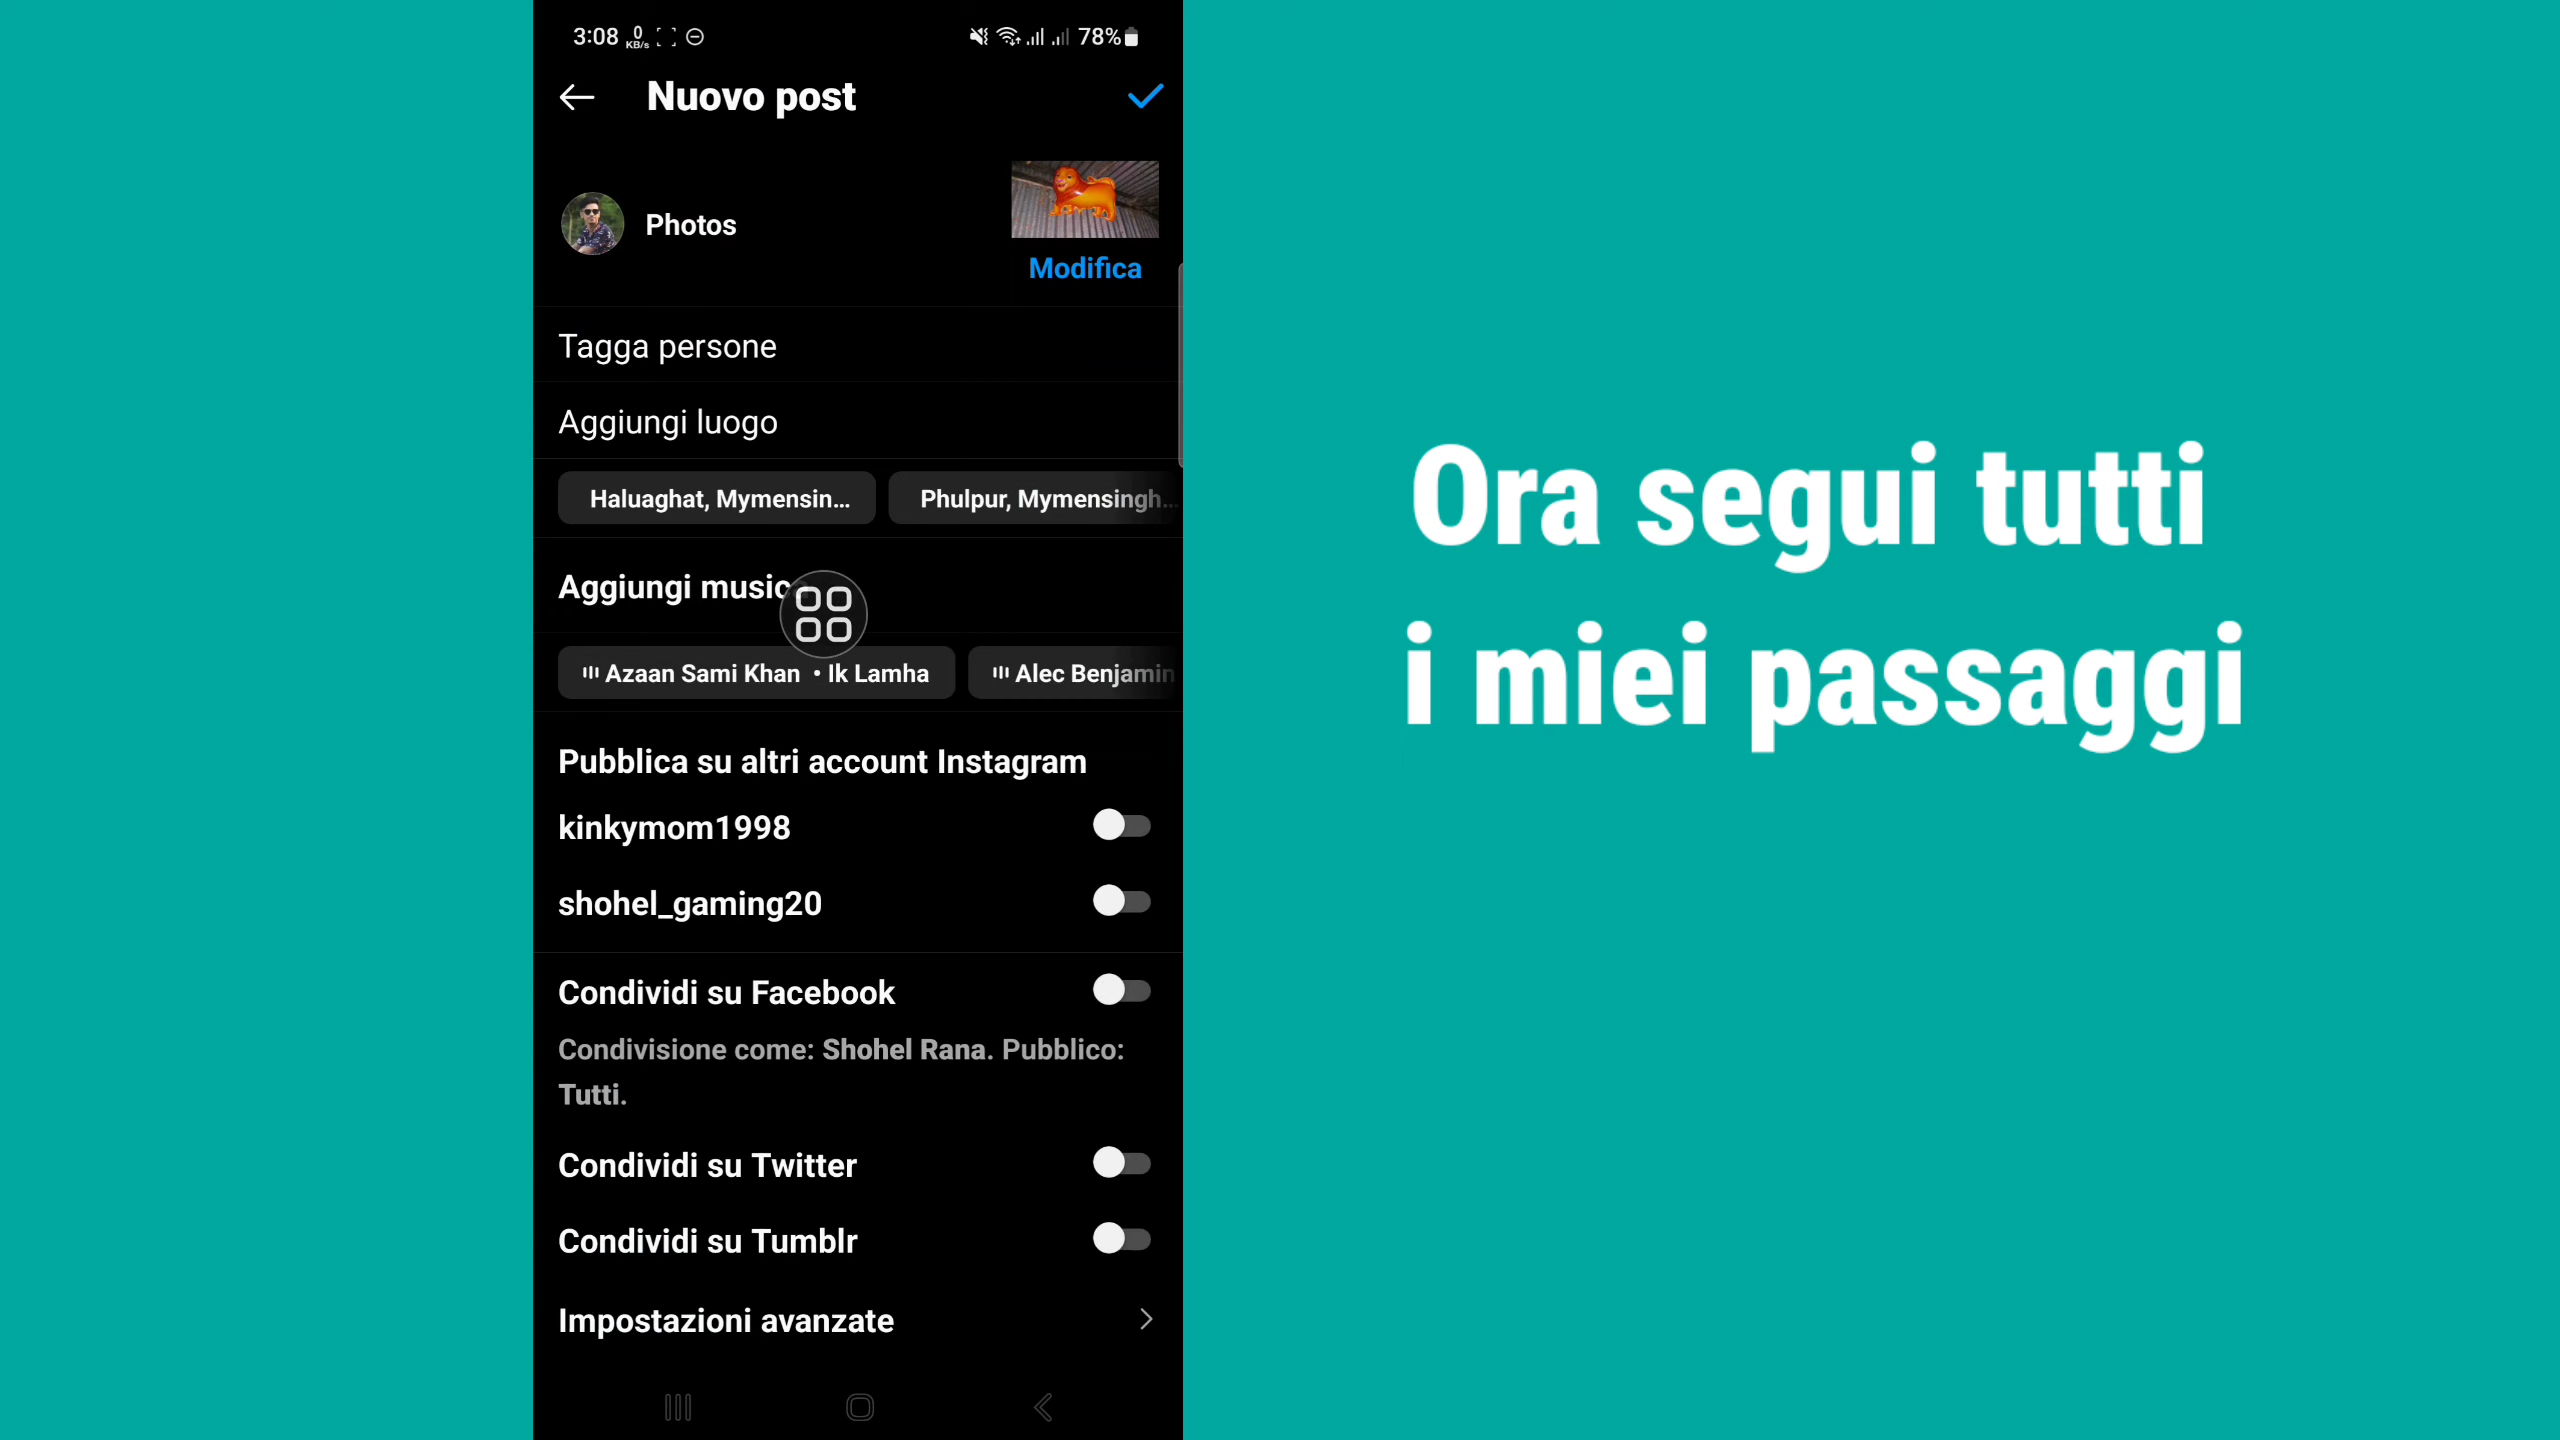 3:08 0 KB/s 78%
Nuovo post
Photos
Modifica
Tagga persone
Aggiungi luogo
Haluaghat, Mymensin... Phulpur, Mymensingh...
Aggiungi music
Azaan Sami Khan • Ik Lamha Alec Benjamin
Pubblica su altri account Instagram
kinkymom1998
shohel_gaming20
Condividi su Facebook
Condivisione come: Shohel Rana. Pubblico:
Tutti.
Condividi su Twitter
Condividi su Tumblr
Impostazioni avanzate
Ora segui tutti
i miei passaggi